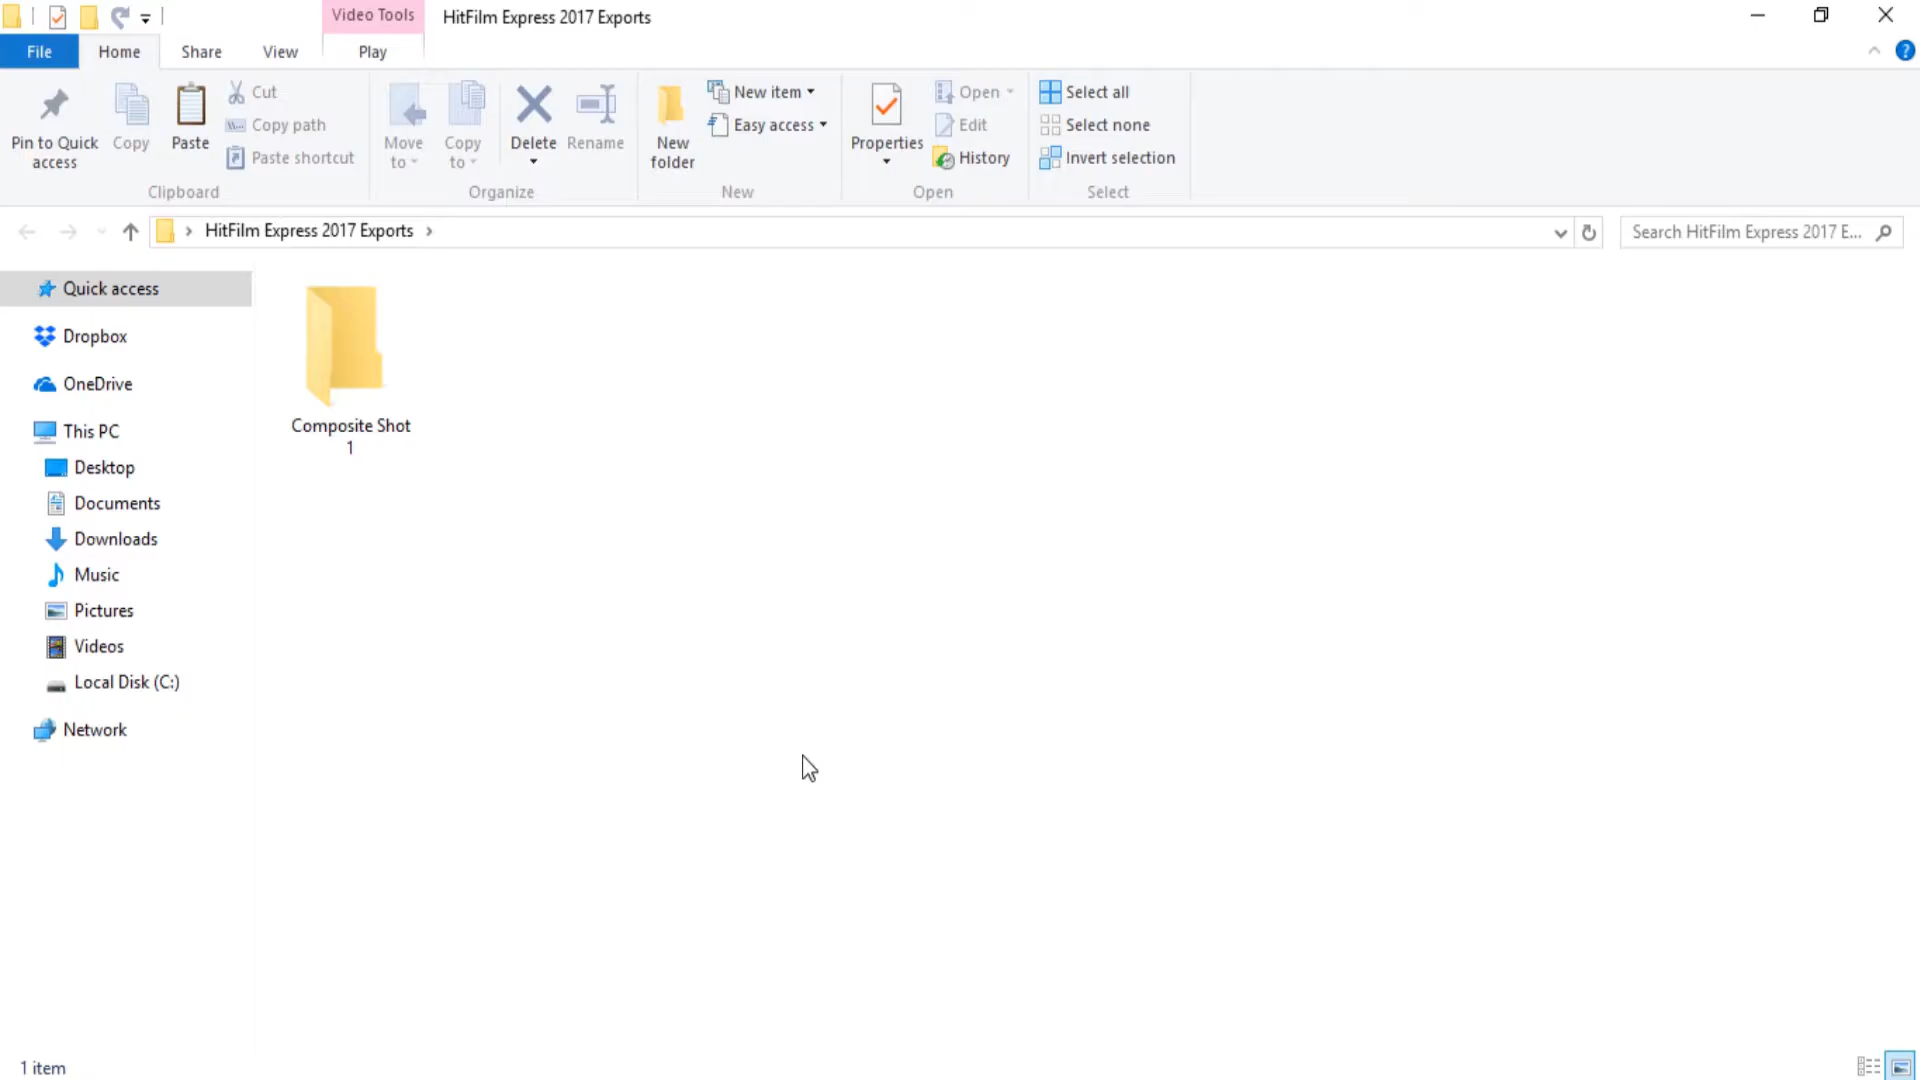 Video Tools
HitFilm Express 2017 Exports
File
Home
Share
View
Play
Pin to Quick
access
Copy
Paste
Cut
Copy path
Paste shortcut
Clipboard
Move
to
Copy
to
Delete
Rename
Organize
New
folder
New item
Easy access
New
Properties
Open
Edit
History
Open
Select all
Select none
Invert selection
Select
HitFilm Express 2017 Exports
Search HitFilm Express 2017 E...
Quick access
Dropbox
OneDrive
This PC
Desktop
Documents
Downloads
Music
Pictures
Videos
Local Disk (C:)
Network
Composite Shot
1
1 item